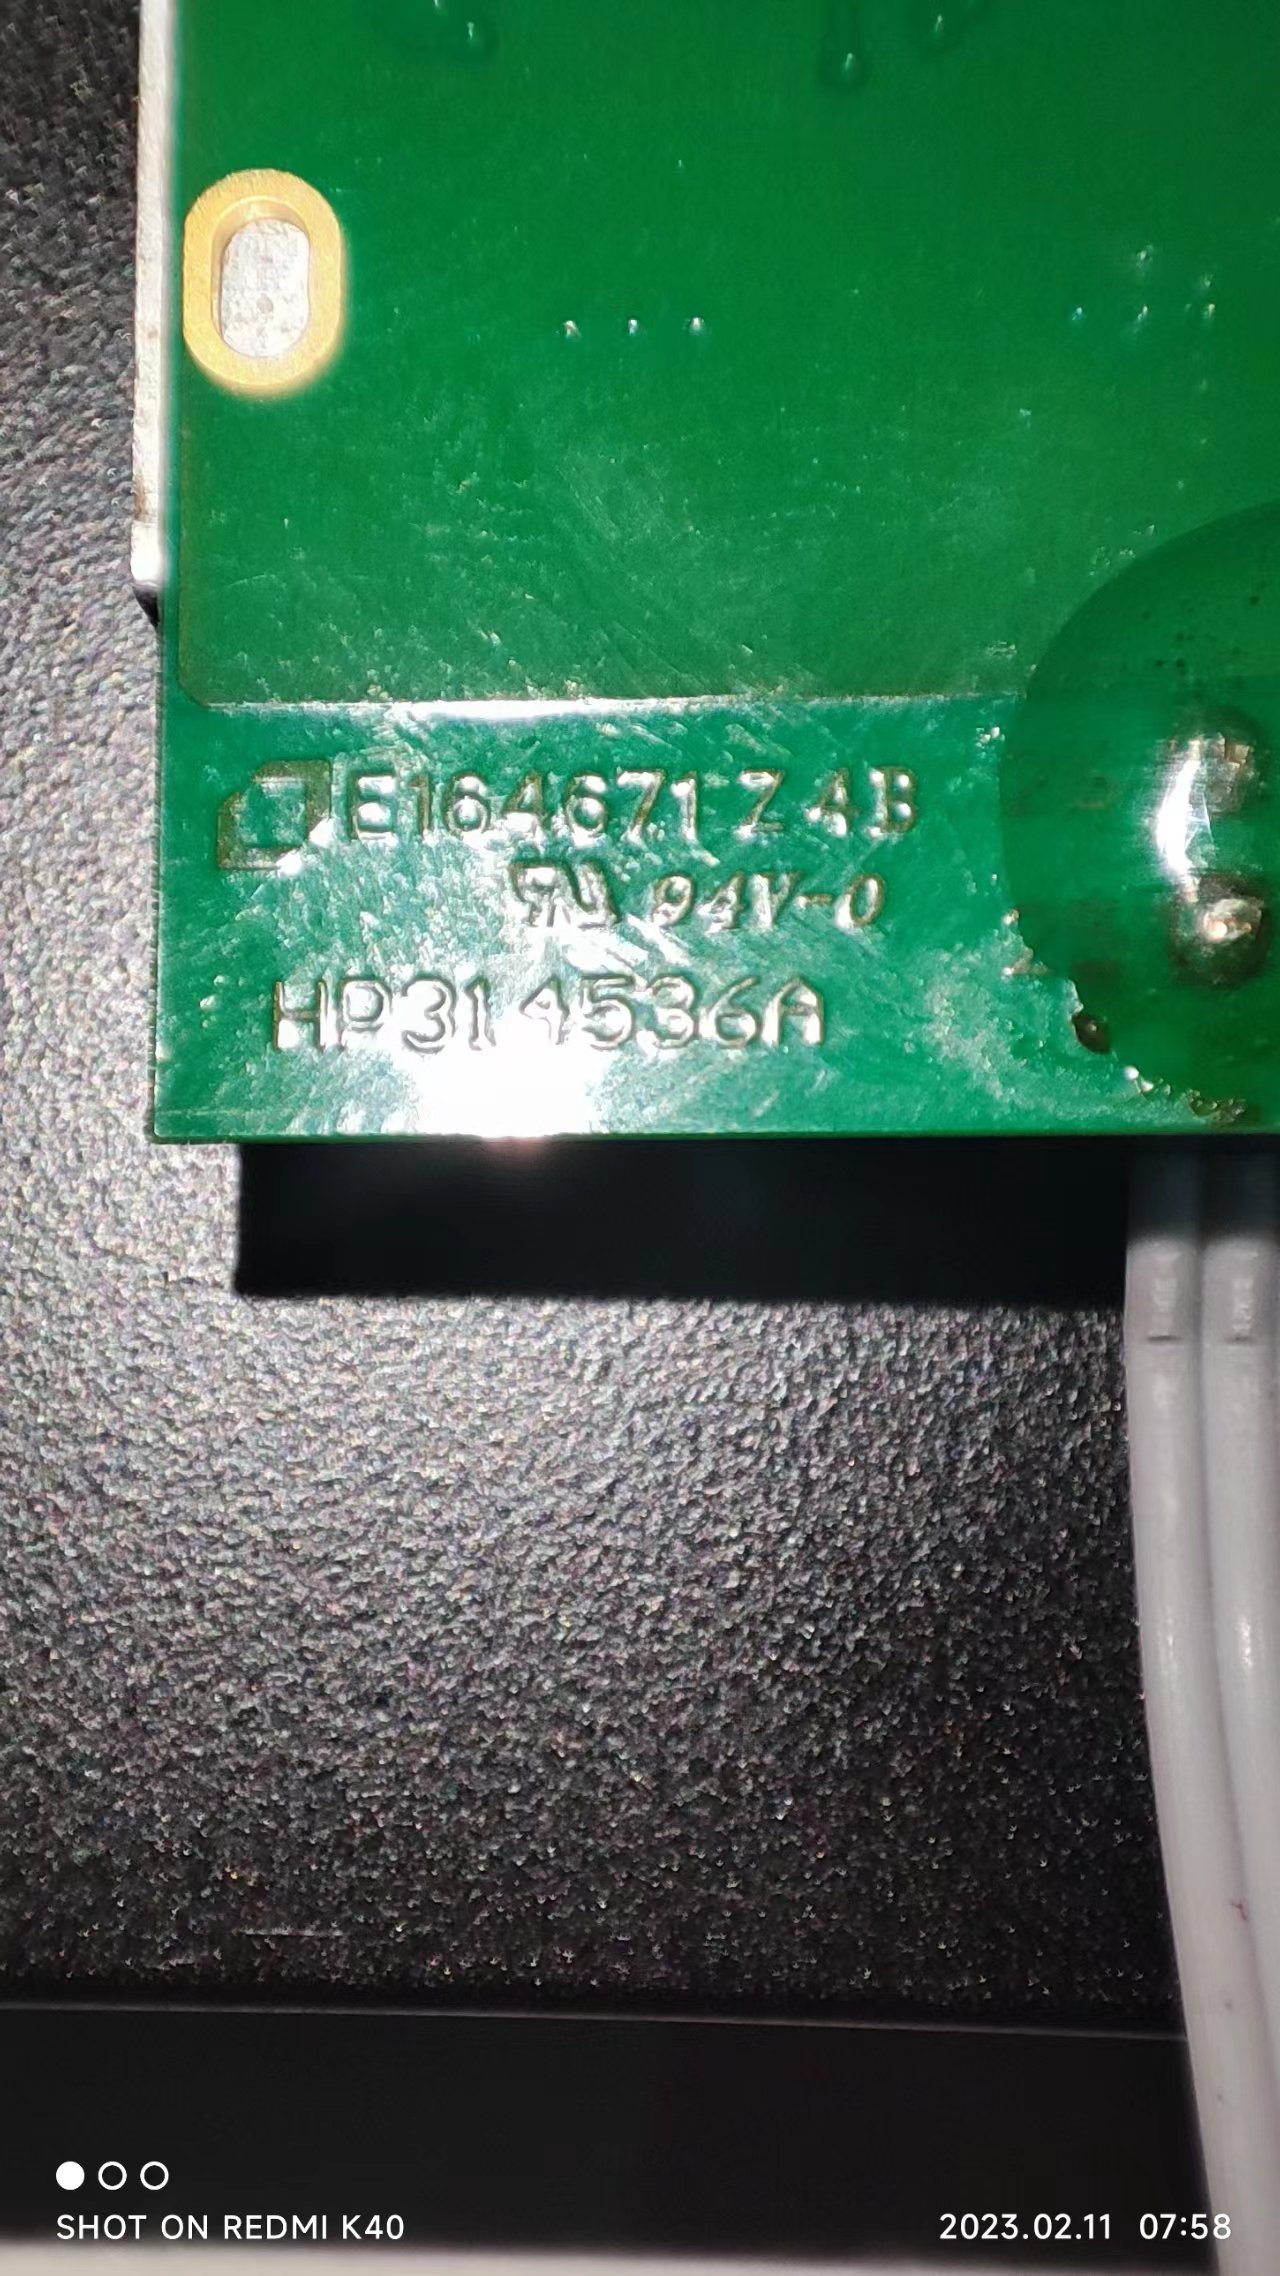 E164671 Z 4B
94V-0
HP314536A
SHOT ON REDMI K40
2023.02.11 07:58